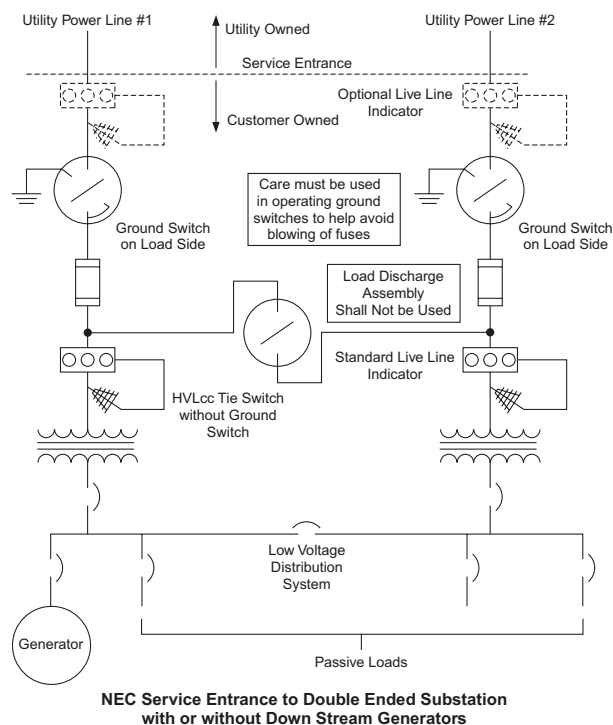 Utility Power Line #1
Utility Power Line #2
Utility Owned
Service Entrance
Optional Live Line
Indicator
Customer Owned
Care must be used
in operating ground
switches to help avoid
blowing of fuses
Ground Switch
on Load Side
Ground Switch
on Load Side
Load Discharge
Assembly
Shall Not be Used
Standard Live Line
Indicator
HVLcc Tie Switch
without Ground
Switch
Low Voltage
Distribution
System
Generator
Passive Loads
NEC Service Entrance to Double Ended Substation
with or without Down Stream Generators